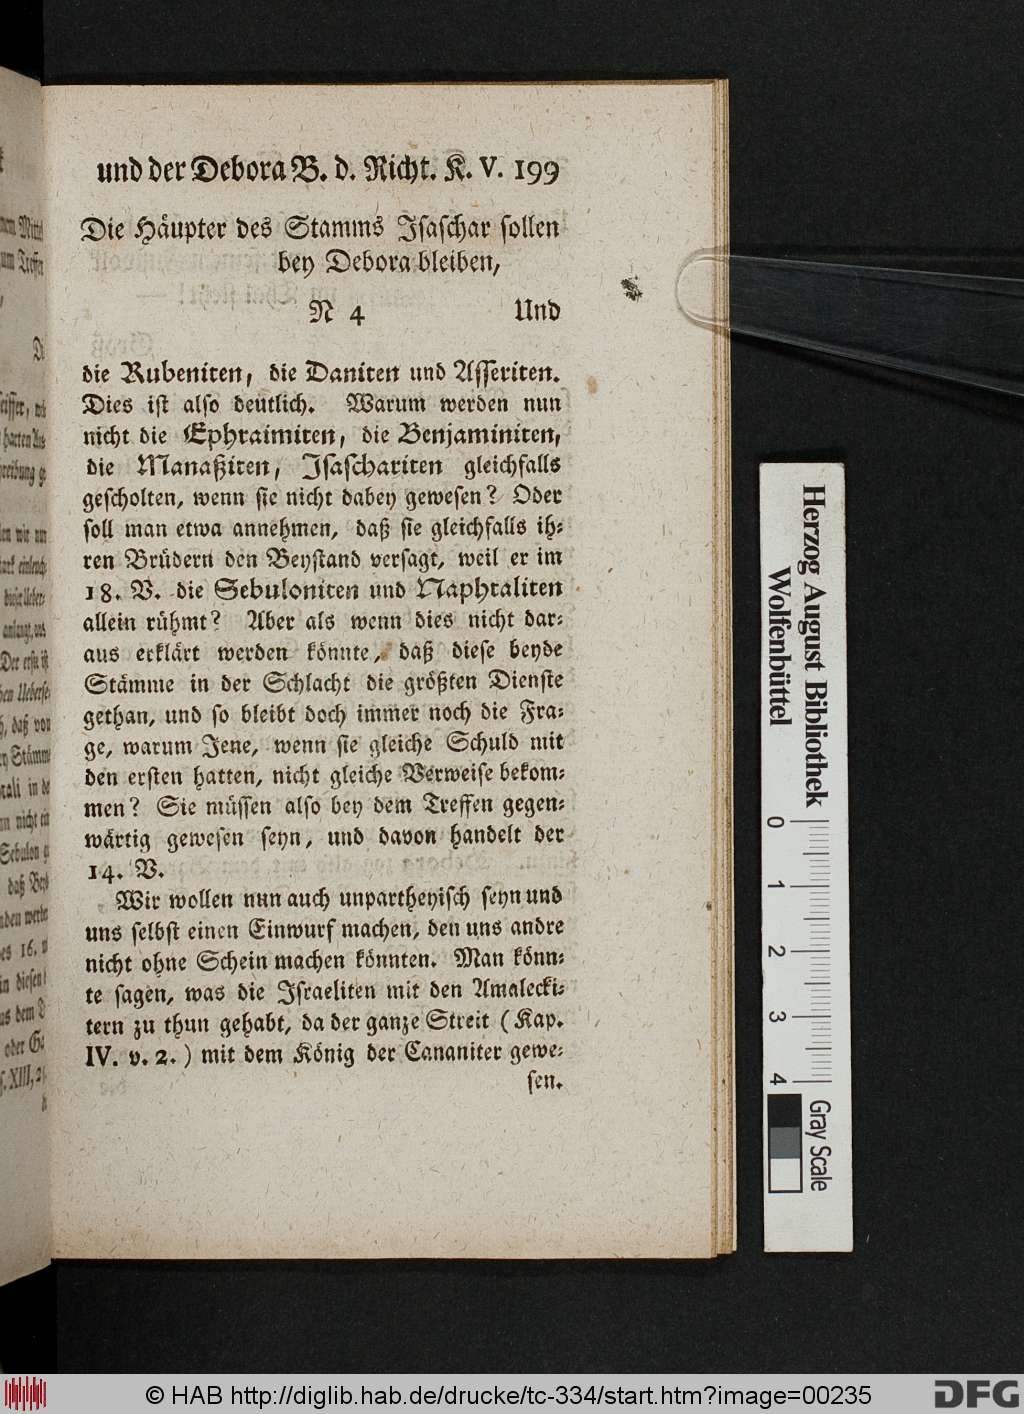 und der Debora B. d. Richt. K. V. 199
Die Häupter des Stamms Isaschar sollen
bey Debora bleiben,
N 4 Und
die Rubeniten, die Daniten und Asseriten.
Dies ist also deutlich. Warum werden nun
nicht die Ephraimiten, die Benjaminiten,
die Manaßiten, Isaschariten gleichfalls
gescholten, wenn sie nicht dabey gewesen? Oder
soll man etwa annehmen, daß sie gleichfalls ih⸗
ren Brüdern den Beystand versagt, weil er im
18. V. die Sebuloniten und Naphtaliten
allein rühmt? Aber als wenn dies nicht dar⸗
aus erklärt werden könnte, daß diese beyde
Stämme in der Schlacht die größten Dienste
gethan, und so bleibt doch immer noch die Fra⸗
ge, warum Jene, wenn sie gleiche Schuld mit
den ersten hatten, nicht gleiche Verweise bekom⸗
men? Sie müssen also bey dem Treffen gegen⸗
wärtig gewesen seyn, und davon handelt der
14. V.
Wir wollen nun auch unpartheyisch seyn und
uns selbst einen Einwurf machen, den uns andre
nicht ohne Schein machen könnten. Man könn⸗
te sagen, was die Israeliten mit den Amalecki⸗
tern zu thun gehabt, da der ganze Streit (Kap.
IV. v. 2.) mit dem König der Cananiter gewe⸗
sen.
Herzog August Bibliothek
Wolfenbüttel
0 1 2 3 4
Gray Scale
© HAB http://diglib.hab.de/drucke/tc-334/start.htm?image=00235
DFG